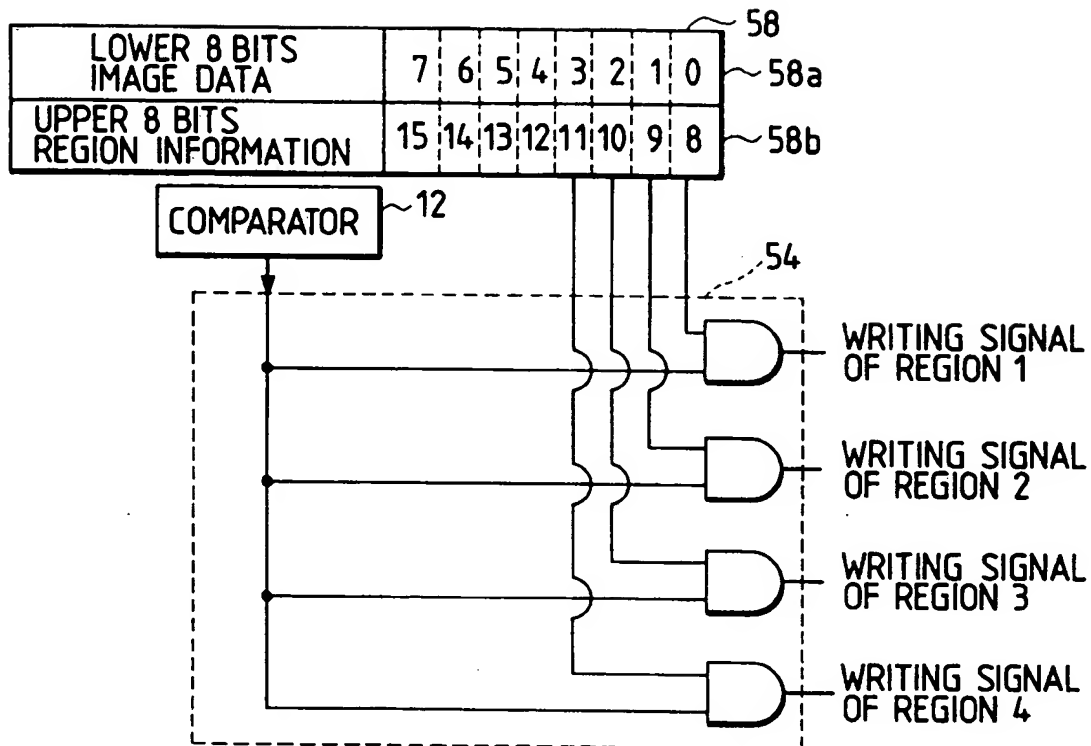 58
LOWER 8 BITS
IMAGE DATA
7 6 5 4 3 2 1 0
58a
UPPER 8 BITS
REGION INFORMATION
15 14 13 12 11 10 9 8
58b
COMPARATOR
12
54
WRITING SIGNAL
OF REGION 1
WRITING SIGNAL
OF REGION 2
WRITING SIGNAL
OF REGION 3
WRITING SIGNAL
OF REGION 4